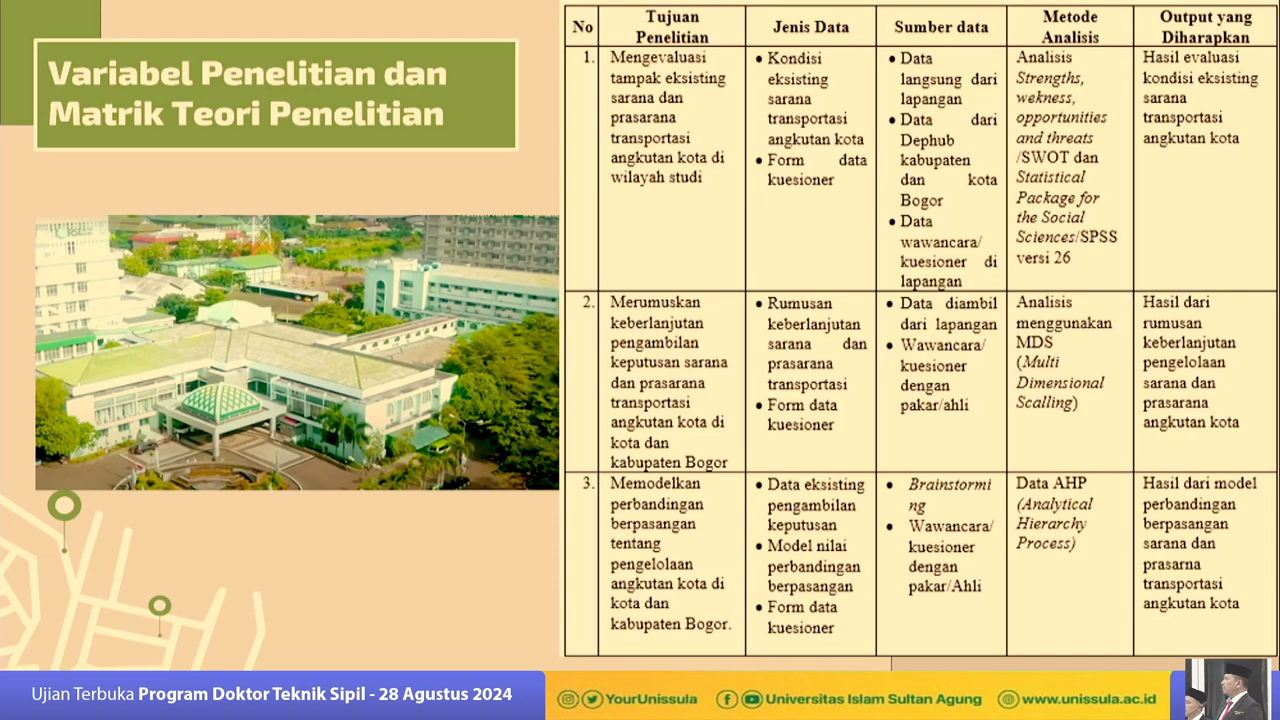 Variabel Penelitian dan
Matrik Teori Penelitian
No
Tujuan
Penelitian
Jenis Data
Sumber data
Metode
Analisis
Output yang
Diharapkan
1.
Mengevaluasi
tampak eksisting
sarana dan
prasarana
transportasi
angkutan kota di
wilayah studi
• Kondisi
eksisting
sarana
transportasi
angkutan kota
• Form data
kuesioner
• Data
langsung dari
lapangan
• Data dari
Dephub
kabupaten
dan kota
Bogor
• Data
wawancara/
kuesioner di
lapangan
Analisis
Strengths,
wekness,
opportunities
and threats
/SWOT dan
Statistical
Package for
the Social
Sciences/SPSS
versi 26
Hasil evaluasi
kondisi eksisting
sarana
transportasi
angkutan kota
2.
Merumuskan
keberlanjutan
pengambilan
keputusan sarana
dan prasarana
transportasi
angkutan kota di
kota dan
kabupaten Bogor
• Rumusan
keberlanjutan
sarana dan
prasarana
transportasi
• Form data
kuesioner
• Data diambil
dari lapangan
• Wawancara/
kuesioner
dengan
pakar/ahli
Analisis
menggunakan
MDS
(Multi
Dimensional
Scalling)
Hasil dari
rumusan
keberlanjutan
pengelolaan
sarana dan
prasarana
angkutan kota
3.
Memodelkan
perbandingan
berpasangan
tentang
pengelolaan
angkutan kota di
kota dan
kabupaten Bogor.
• Data eksisting
pengambilan
keputusan
• Model nilai
perbandingan
berpasangan
• Form data
kuesioner
• Brainstormi
ng
• Wawancara/
kuesioner
dengan
pakar/Ahli
Data AHP
(Analytical
Hierarchy
Process)
Hasil dari model
perbandingan
berpasangan
sarana dan
prasarna
transportasi
angkutan kota
Ujian Terbuka Program Doktor Teknik Sipil - 28 Agustus 2024
YourUnissula
Universitas Islam Sultan Agung
www.unissula.ac.id